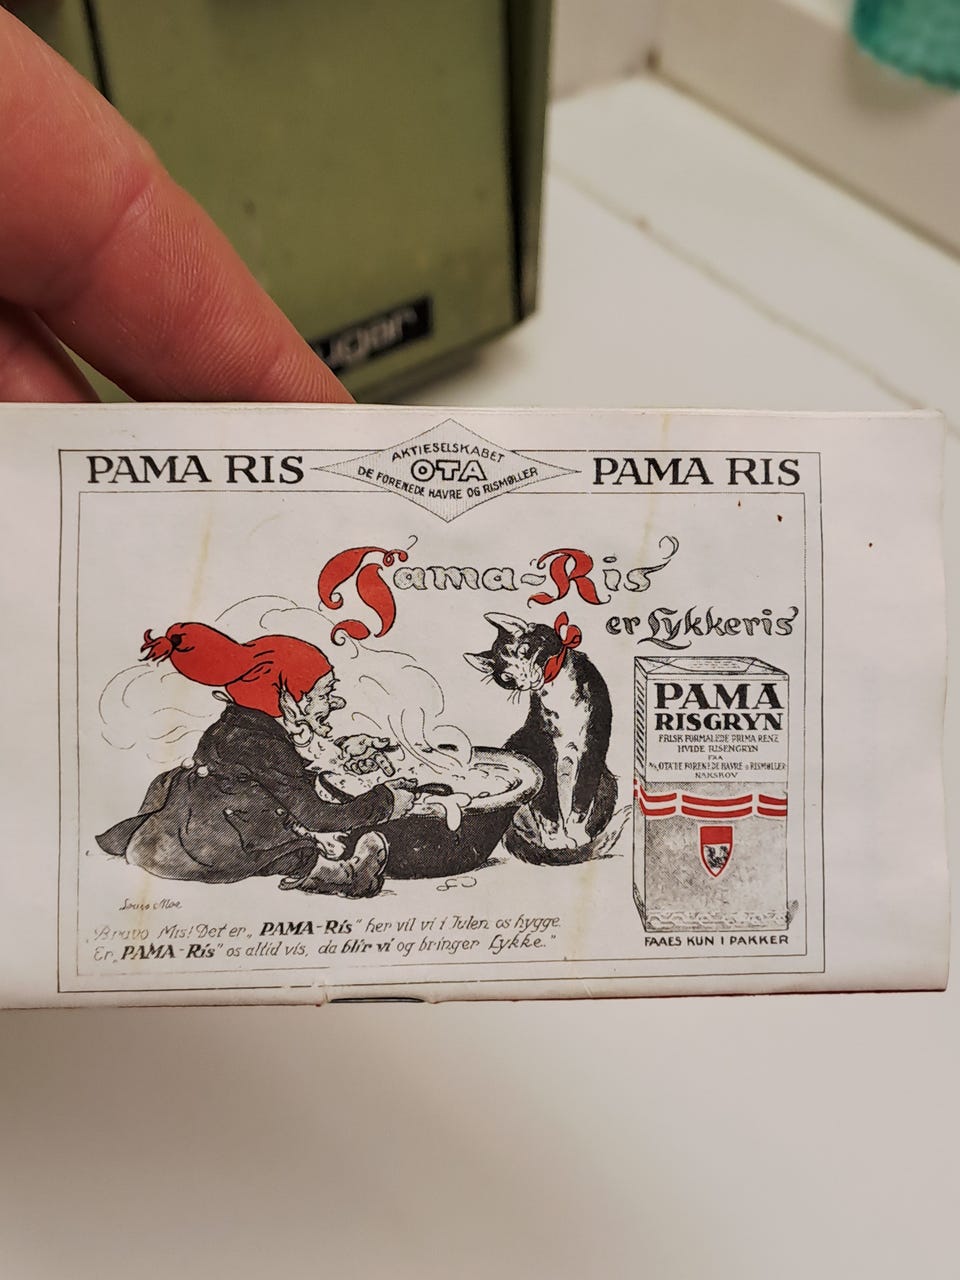 PAMA RIS
AKTIESELSKABET
OTA
DE FORENEDE HAVRE OG RISMØLLER
PAMA RIS
Pama-Ris
er Lykkeris
PAMA
RISGRYN
FRISK FORMALEDE PRIMA RENE
HVIDE RISENGRYN
FRA
OTA DE FORENEDE HAVRE & RISMØLLER
NAKSKOV
FAAES KUN I PAKKER
Louis Moe
„Bravo Mis! Det er „PAMA-Ris" her vil vi i Julen os hygge.
Er „PAMA-Ris" os altid vis, da blir vi og bringer Lykke."